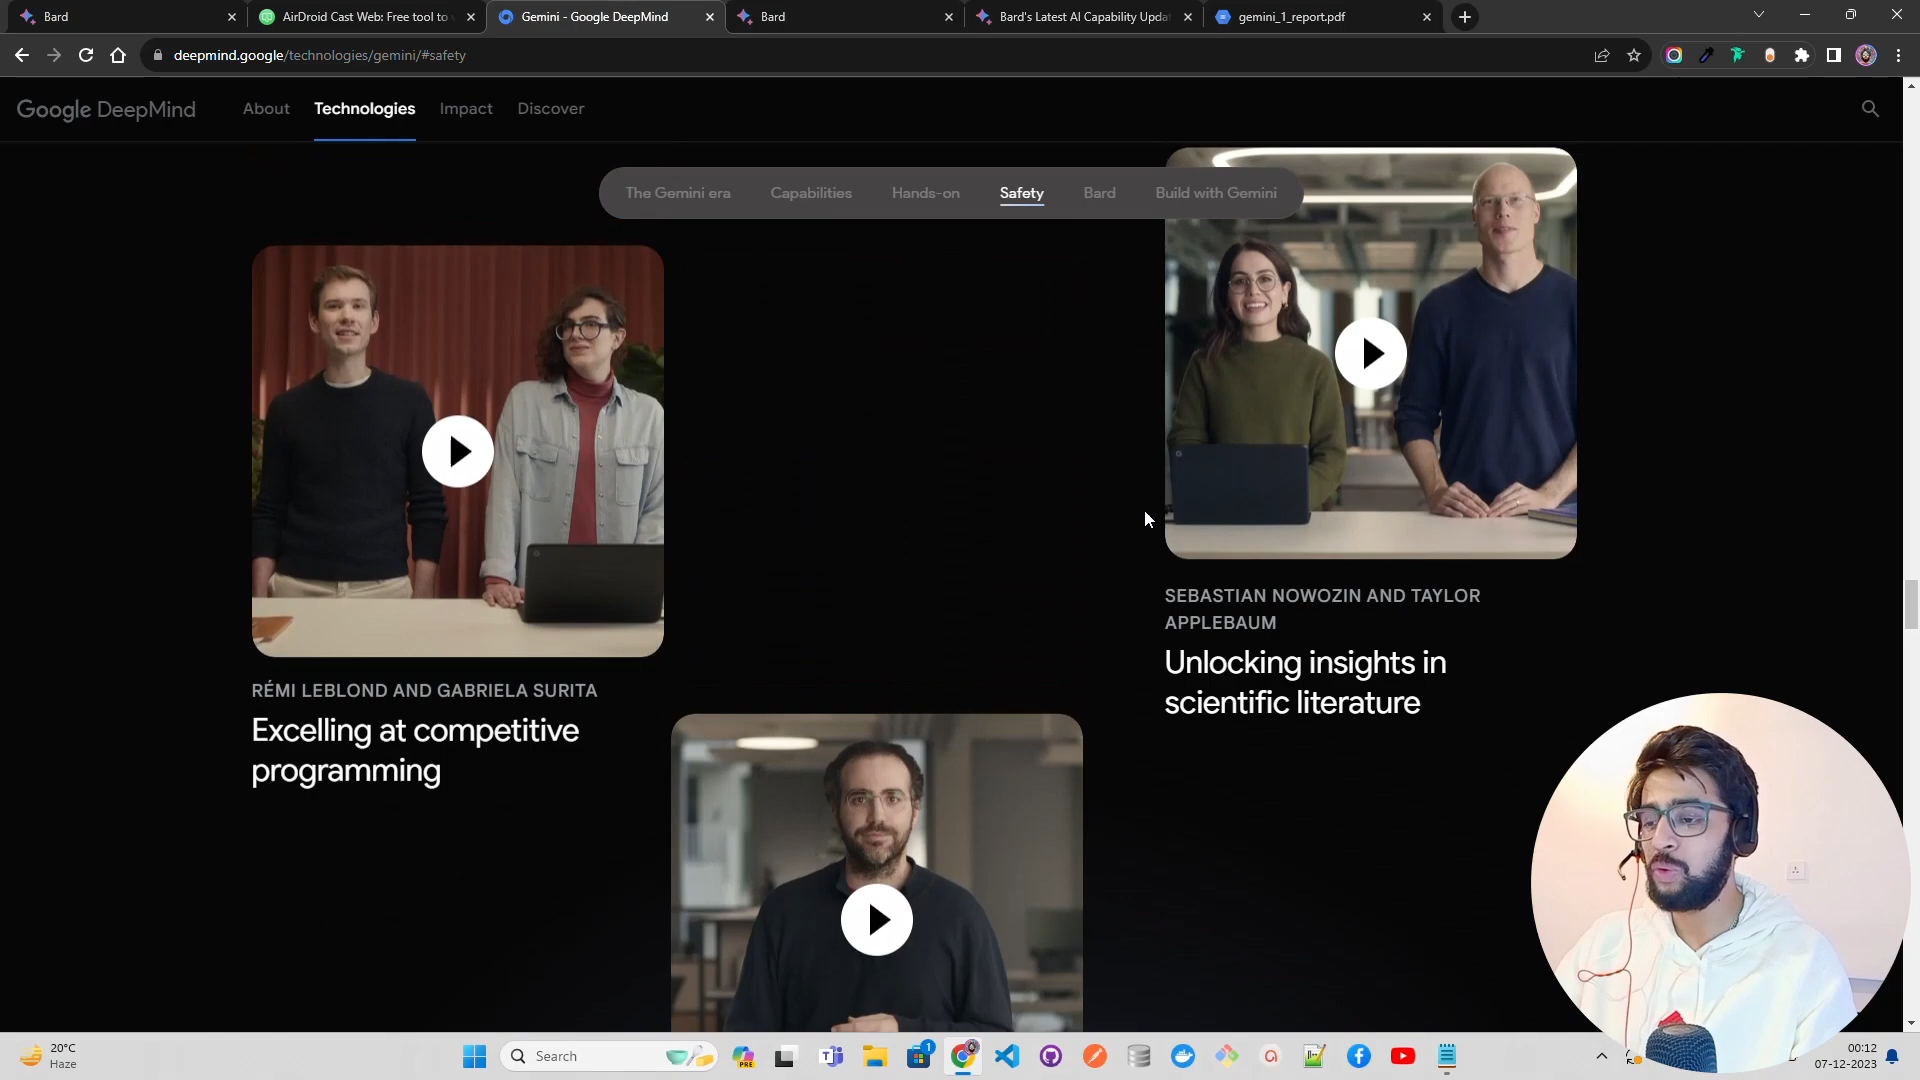 Bard
AirDroid Cast Web: Free tool to
Gemini - Google DeepMind
Bard
Bard's Latest AI Capability Upda
gemini_1_report.pdf
deepmind.google/technologies/gemini/#safety
Google DeepMind
About
Technologies
Impact
Discover
The Gemini era
Capabilities
Hands-on
Safety
Bard
Build with Gemini
SEBASTIAN NOWOZIN AND TAYLOR
APPLEBAUM
Unlocking insights in
scientific literature
RÉMI LEBLOND AND GABRIELA SURITA
Excelling at competitive
programming
20°C
Haze
Search
PRE
1
00:12
07-12-2023